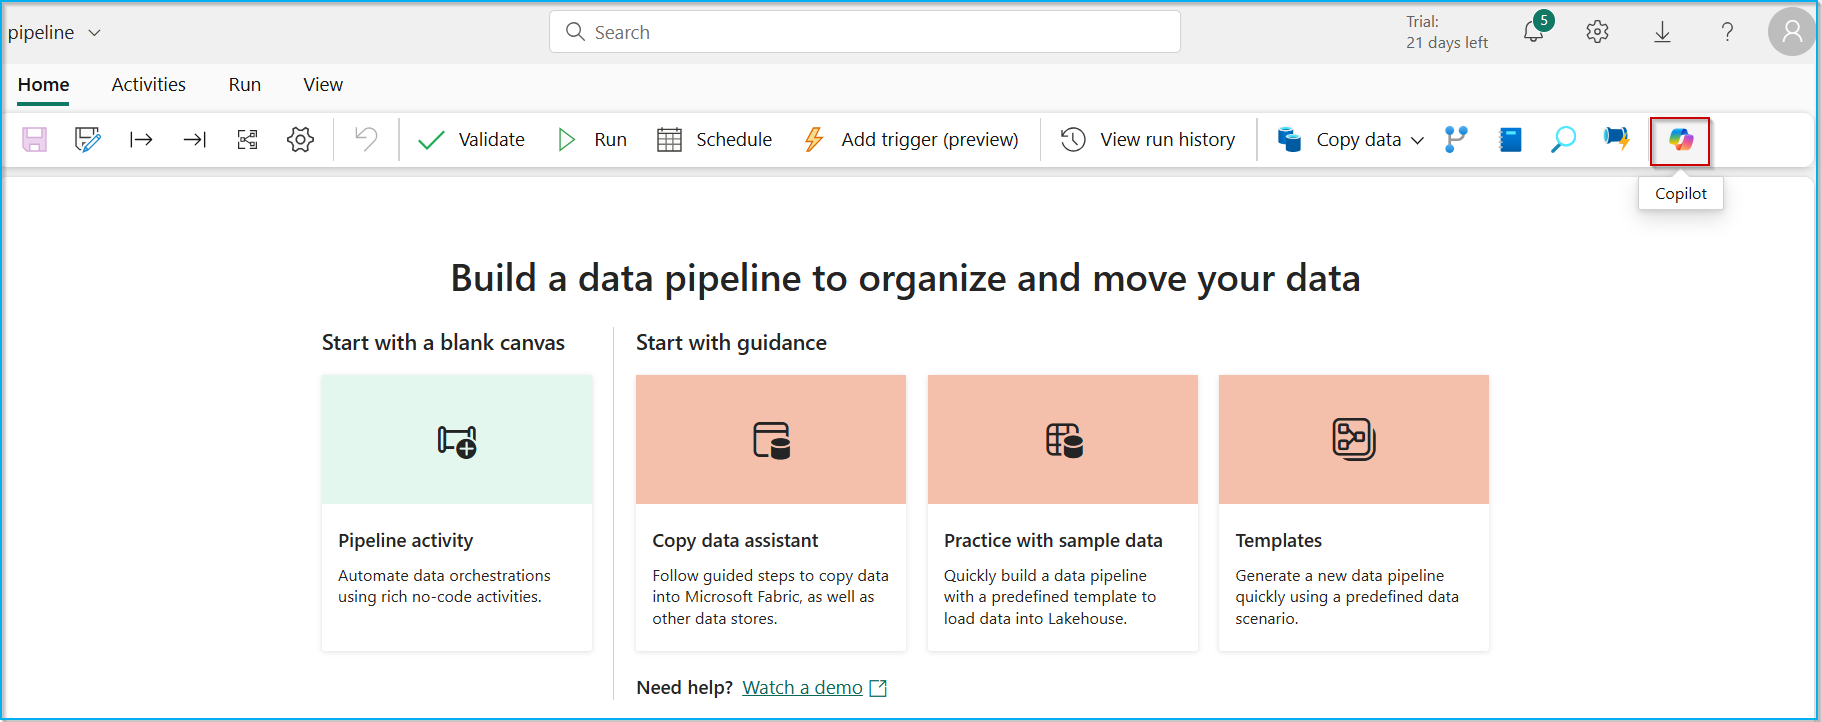 pipeline
Search
Trial:
21 days left
5
Home
Activities
Run
View
Validate
Run
Schedule
Add trigger (preview)
View run history
Copy data
Copilot
Build a data pipeline to organize and move your data
Start with a blank canvas
Start with guidance
Pipeline activity
Automate data orchestrations
using rich no-code activities.
Copy data assistant
Follow guided steps to copy data
into Microsoft Fabric, as well as
other data stores.
Practice with sample data
Quickly build a data pipeline
with a predefined template to
load data into Lakehouse.
Templates
Generate a new data pipeline
quickly using a predefined data
scenario.
Need help? Watch a demo